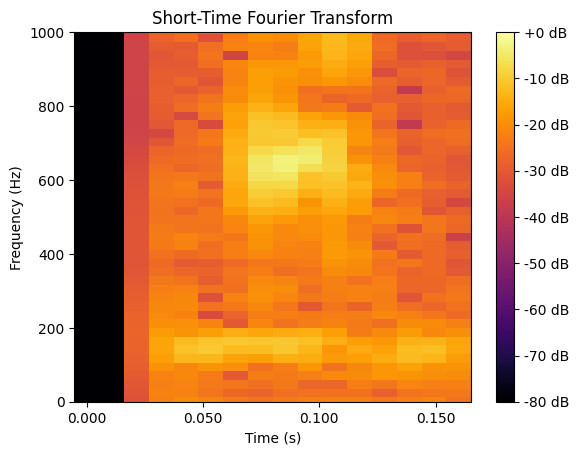 Short-Time Fourier Transform
Frequency (Hz)
1000
800
600
400
200
0
0.000
0.050
0.100
0.150
Time (s)
+0 dB
-10 dB
-20 dB
-30 dB
-40 dB
-50 dB
-60 dB
-70 dB
-80 dB